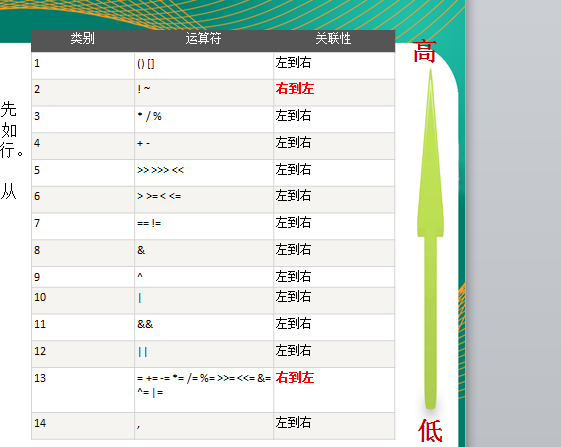 类别 运算符 关联性
高
1 () [] 左到右
2 ! ~ 右到左
先
3 * / % 左到右
如
4 + - 左到右
行。
5 >> >>> << 左到右
从
6 > >= < <= 左到右
7 == != 左到右
8 & 左到右
9 ^ 左到右
10 | 左到右
11 && 左到右
12 || 左到右
13 = += -= *= /= %= >>= <<= &= 右到左
^= |=
14 , 左到右
低